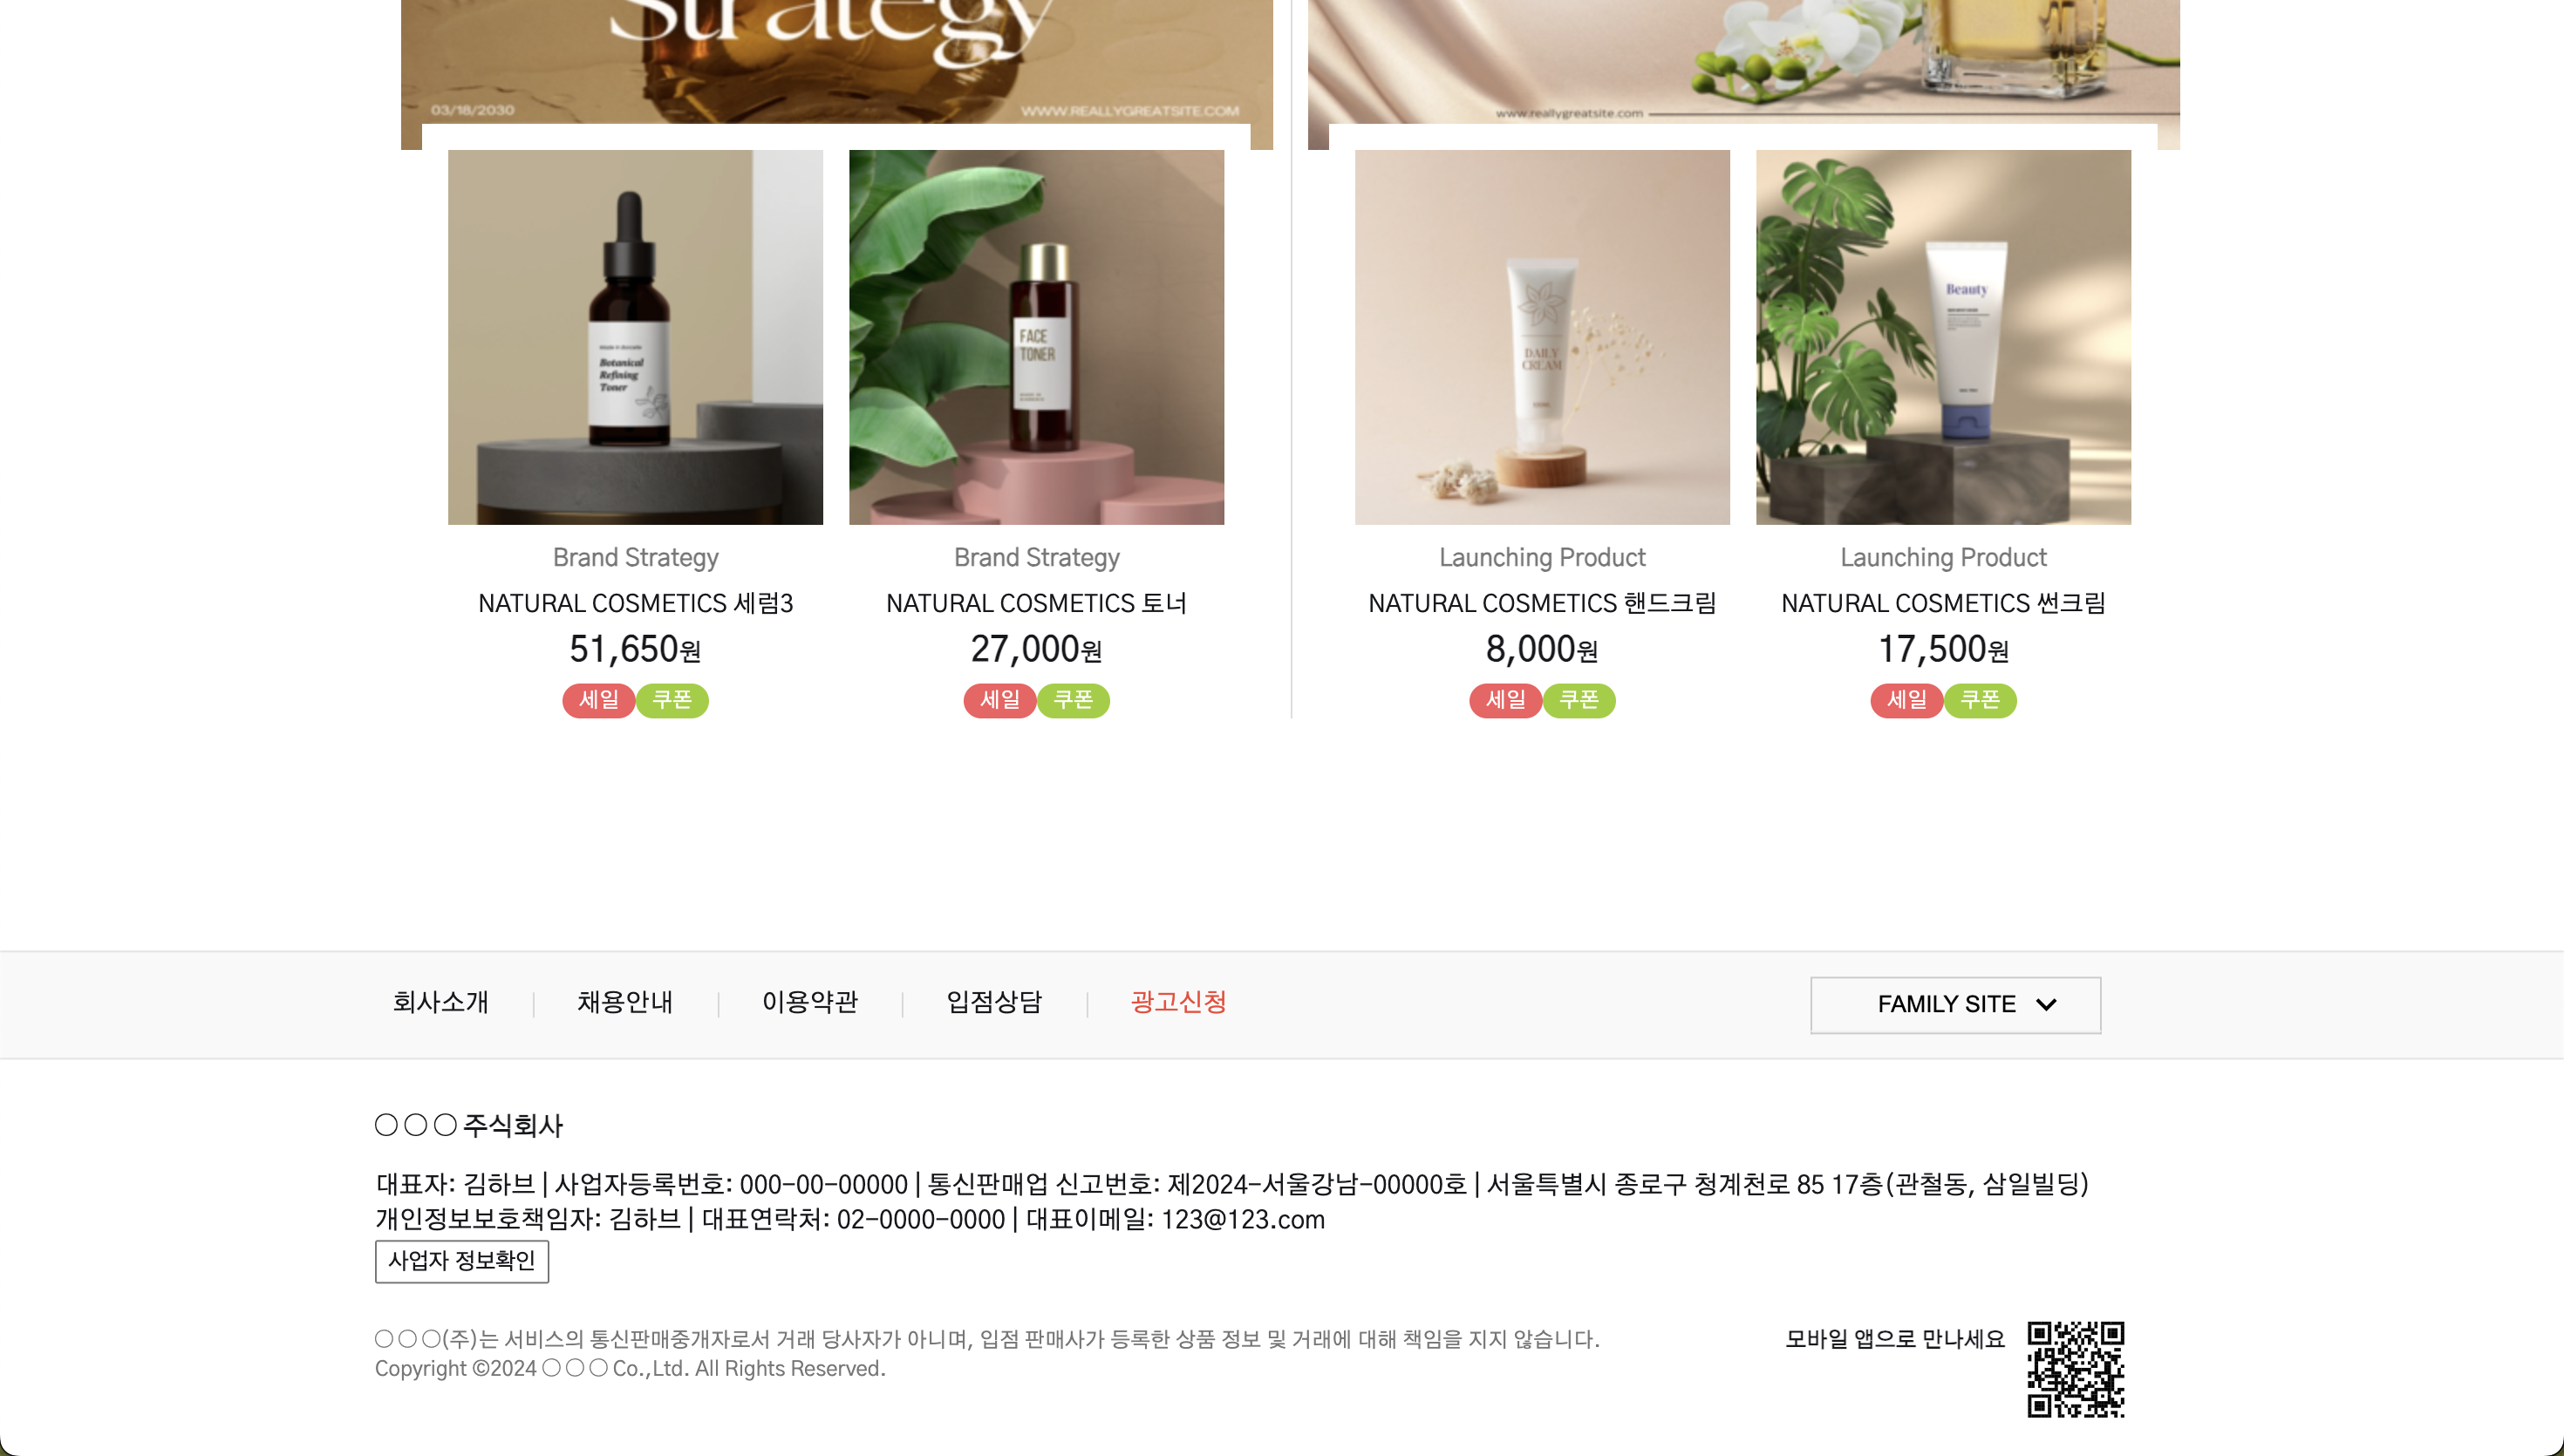 Strategy
03/18/2030
WWW.REALLYGREATSITE.COM
www.reallygreatsite.com
Botanical
Refining
Toner
FACE
TONER
DAILY
CREAM
Beauty
Brand Strategy
NATURAL COSMETICS 세럼3
51,650원
세일 쿠폰
Brand Strategy
NATURAL COSMETICS 토너
27,000원
세일 쿠폰
Launching Product
NATURAL COSMETICS 핸드크림
8,000원
세일 쿠폰
Launching Product
NATURAL COSMETICS 썬크림
17,500원
세일 쿠폰
회사소개 | 채용안내 | 이용약관 | 입점상담 | 광고신청
FAMILY SITE
○○○ 주식회사
대표자: 김하브 | 사업자등록번호: 000-00-00000 | 통신판매업 신고번호: 제2024-서울강남-00000호 | 서울특별시 종로구 청계천로 85 17층(관철동, 삼일빌딩)
개인정보보호책임자: 김하브 | 대표연락처: 02-0000-0000 | 대표이메일: 123@123.com
사업자 정보확인
○○○(주)는 서비스의 통신판매중개자로서 거래 당사자가 아니며, 입점 판매사가 등록한 상품 정보 및 거래에 대해 책임을 지지 않습니다.
Copyright ©2024 ○○○ Co.,Ltd. All Rights Reserved.
모바일 앱으로 만나세요